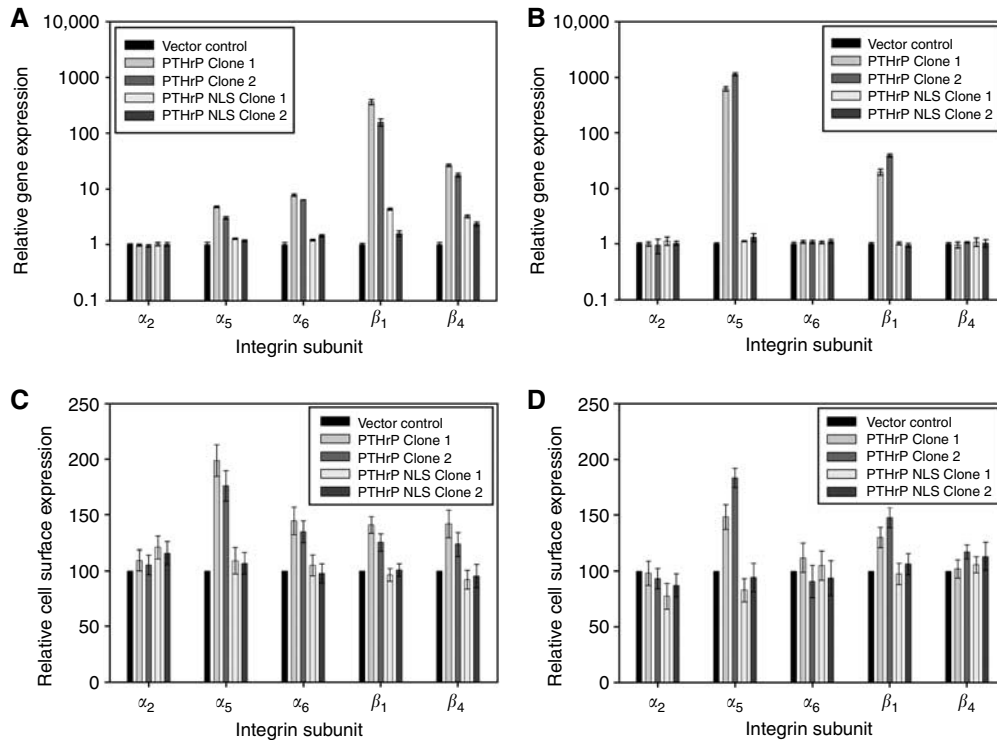 A
10,000
1000
100
10
1
0.1
Relative gene expression
Vector control
PTHrP Clone 1
PTHrP Clone 2
PTHrP NLS Clone 1
PTHrP NLS Clone 2
α2 α5 α6 β1 β4
Integrin subunit
B
10,000
1000
100
10
1
0.1
Relative gene expression
Vector control
PTHrP Clone 1
PTHrP Clone 2
PTHrP NLS Clone 1
PTHrP NLS Clone 2
α2 α5 α6 β1 β4
Integrin subunit
C
250
200
150
100
50
0
Relative cell surface expression
Vector control
PTHrP Clone 1
PTHrP Clone 2
PTHrP NLS Clone 1
PTHrP NLS Clone 2
α2 α5 α6 β1 β4
Integrin subunit
D
250
200
150
100
50
0
Relative cell surface expression
Vector control
PTHrP Clone 1
PTHrP Clone 2
PTHrP NLS Clone 1
PTHrP NLS Clone 2
α2 α5 α6 β1 β4
Integrin subunit